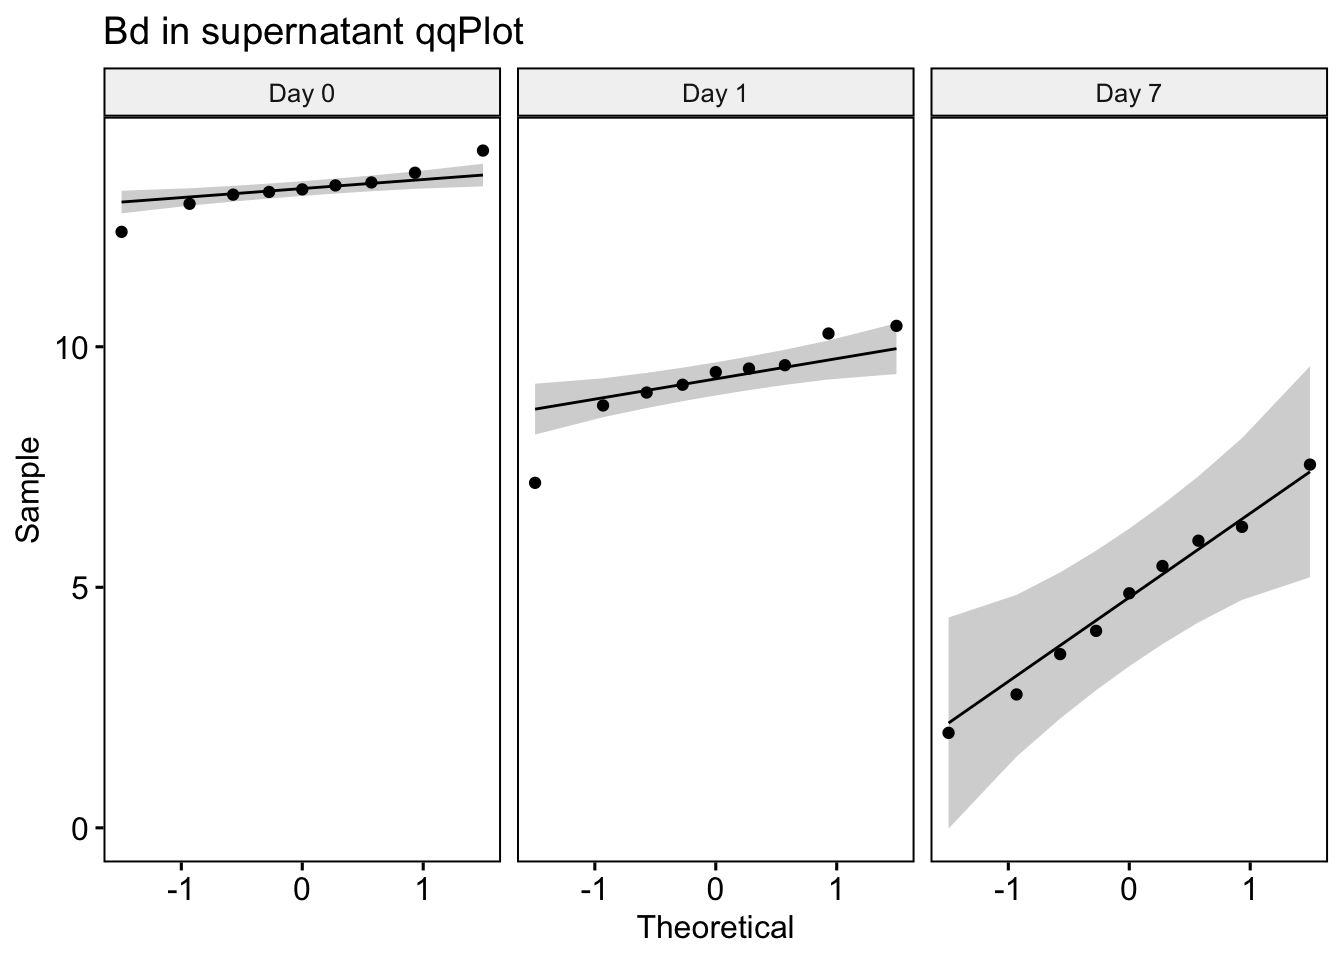 Bd in supernatant qqPlot
Day 0
Day 1
Day 7
10
5
0
Sample
-1 0 1
-1 0 1
-1 0 1
Theoretical